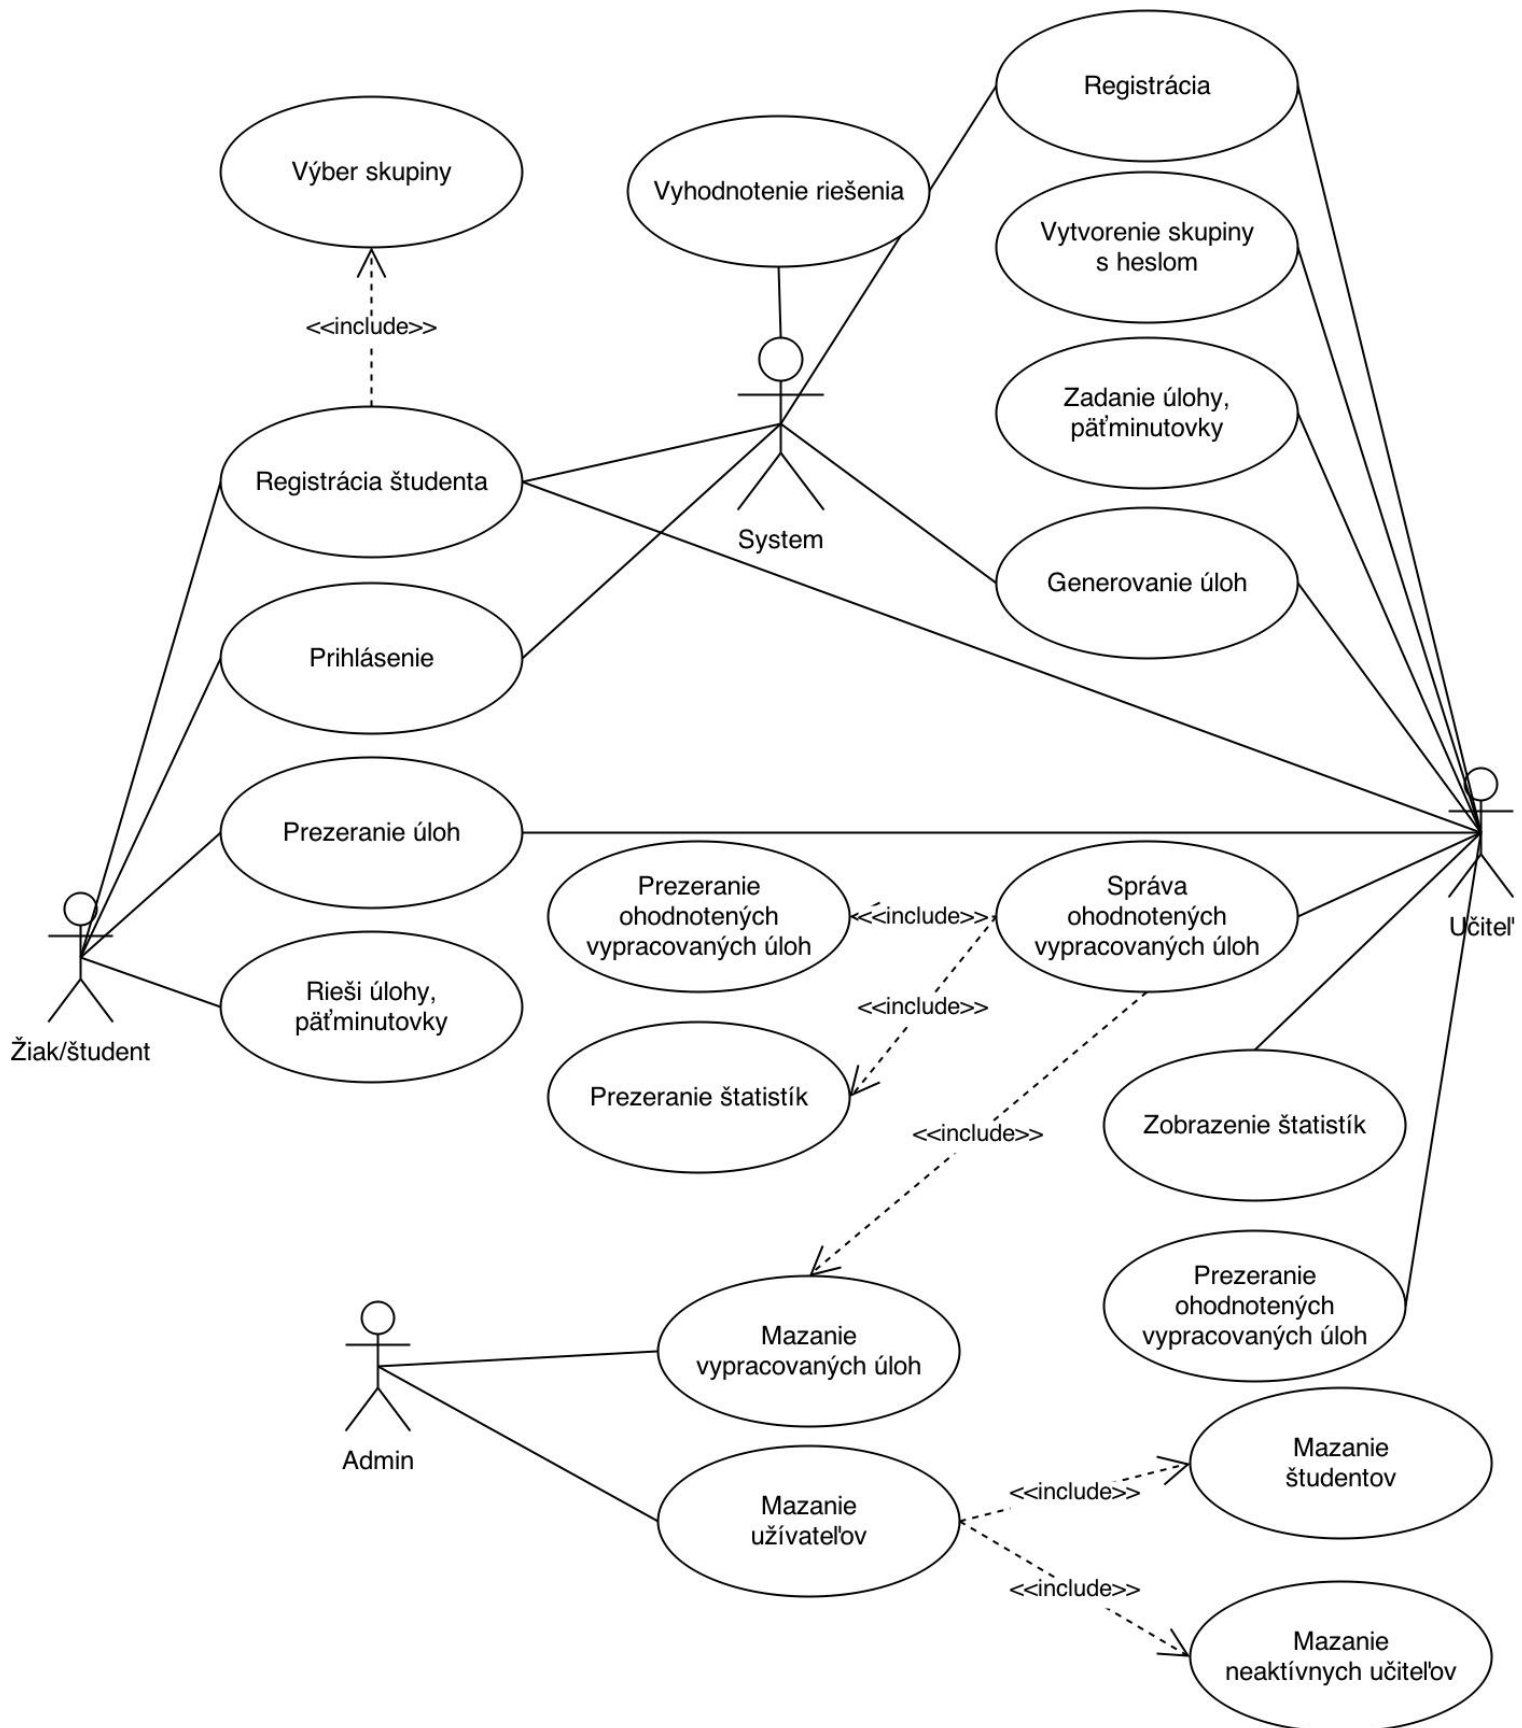 Registrácia
Výber skupiny
Vyhodnotenie riešenia
Vytvorenie skupiny
s heslom
<<include>>
Zadanie úlohy,
päťminutovky
Registrácia študenta
System
Generovanie úloh
Prihlásenie
Prezeranie úloh
Prezeranie
ohodnotených
vypracovaných úloh
<<include>>
Správa
ohodnotených
vypracovaných úloh
Učiteľ
Rieši úlohy,
päťminutovky
<<include>>
Žiak/študent
Prezeranie štatistík
<<include>>
Zobrazenie štatistík
Prezeranie
ohodnotených
vypracovaných úloh
Mazanie
vypracovaných úloh
Admin
Mazanie
študentov
<<include>>
Mazanie
užívateľov
<<include>>
Mazanie
neaktívnych učiteľov